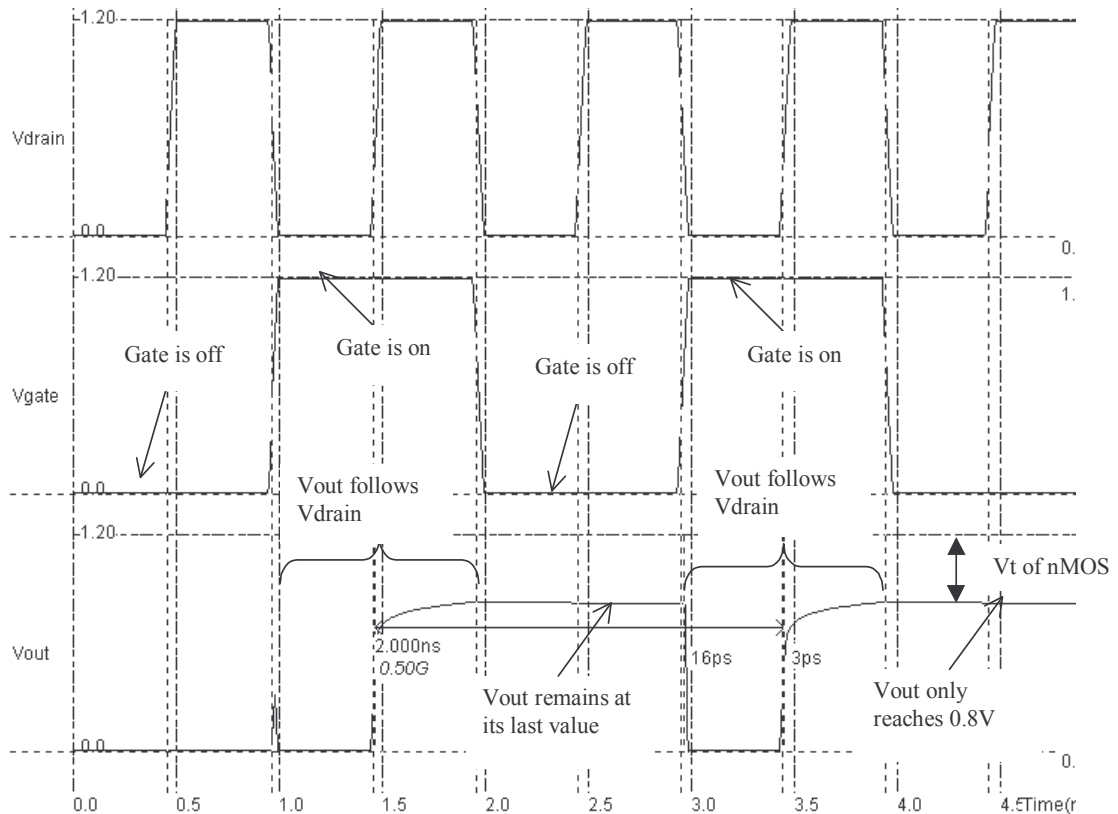 1.20
Vdrain
0.0
0.
1.20
1.
Gate is off
Gate is on
Gate is off
Gate is on
Vgate
0.0
Vout follows
Vdrain
Vout follows
Vdrain
1.20
Vt of nMOS
Vout
2.000ns
0.50G
16ps
3ps
Vout remains at
its last value
Vout only
reaches 0.8V
0.0
0.
0.0
0.5
1.0
1.5
2.0
2.5
3.0
3.5
4.0
4.5Time(r